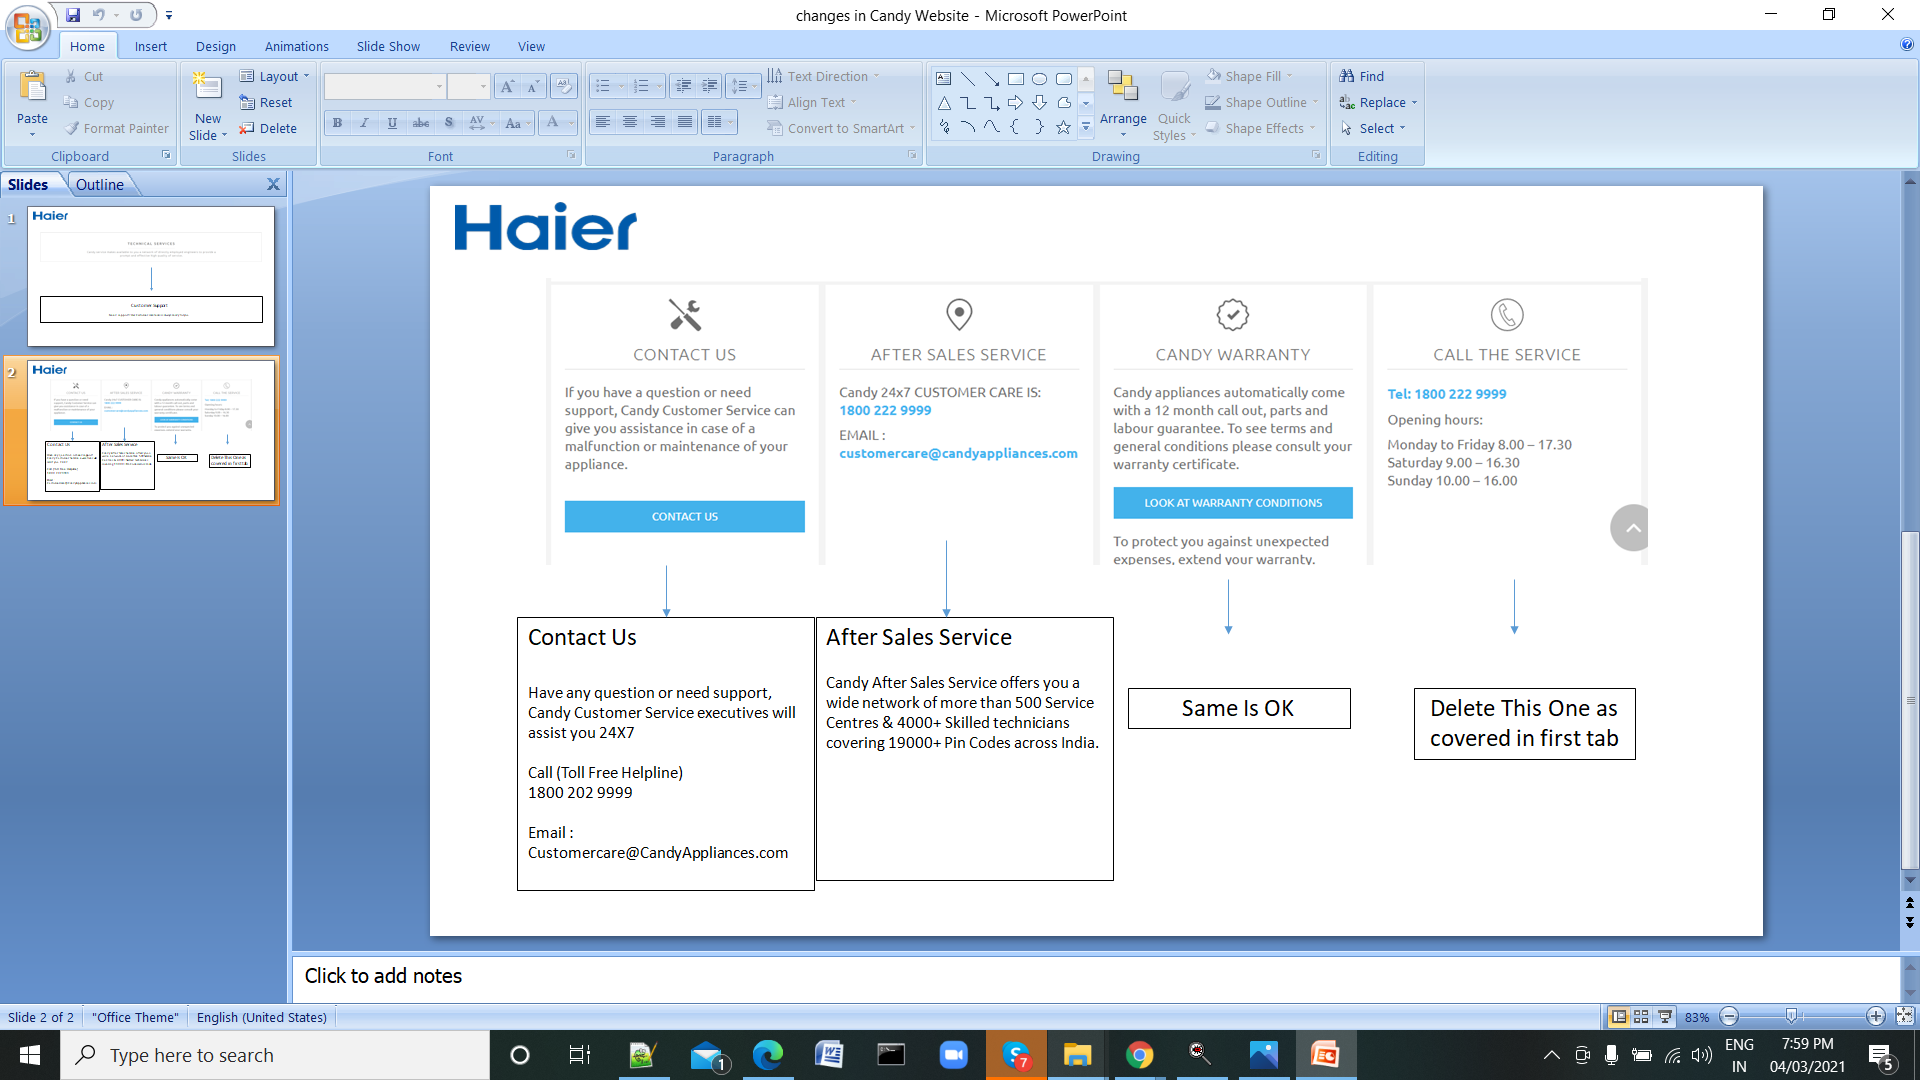 changes in Candy Website - Microsoft PowerPoint
Home
Insert
Design
Animations
Slide Show
Review
View
Paste
Cut
Copy
Format Painter
Clipboard
New
Slide
Layout
Reset
Delete
Slides
Font
Text Direction
Align Text
Convert to SmartArt
Paragraph
Arrange
Quick
Styles
Shape Fill
Shape Outline
Shape Effects
Drawing
Find
Replace
Select
Editing
Slides
Outline
1
Haier
TECHNICAL SERVICES
Customer Support
2
Haier
Haier
CONTACT US
If you have a question or need
support, Candy Customer Service can
give you assistance in case of a
malfunction or maintenance of your
appliance.
CONTACT US
AFTER SALES SERVICE
Candy 24x7 CUSTOMER CARE IS:
1800 222 9999
EMAIL :
customercare@candyappliances.com
CANDY WARRANTY
Candy appliances automatically come
with a 12 month call out, parts and
labour guarantee. To see terms and
general conditions please consult your
warranty certificate.
LOOK AT WARRANTY CONDITIONS
To protect you against unexpected
expenses, extend your warranty.
CALL THE SERVICE
Tel: 1800 222 9999
Opening hours:
Monday to Friday 8.00 – 17.30
Saturday 9.00 – 16.30
Sunday 10.00 – 16.00
Contact Us
Have any question or need support,
Candy Customer Service executives will
assist you 24X7
Call (Toll Free Helpline)
1800 202 9999
Email :
Customercare@CandyAppliances.com
After Sales Service
Candy After Sales Service offers you a
wide network of more than 500 Service
Centres & 4000+ Skilled technicians
covering 19000+ Pin Codes across India.
Same Is OK
Delete This One as
covered in first tab
Click to add notes
Slide 2 of 2
"Office Theme"
English (United States)
83%
Type here to search
1
7
ENG
IN
7:59 PM
04/03/2021
5